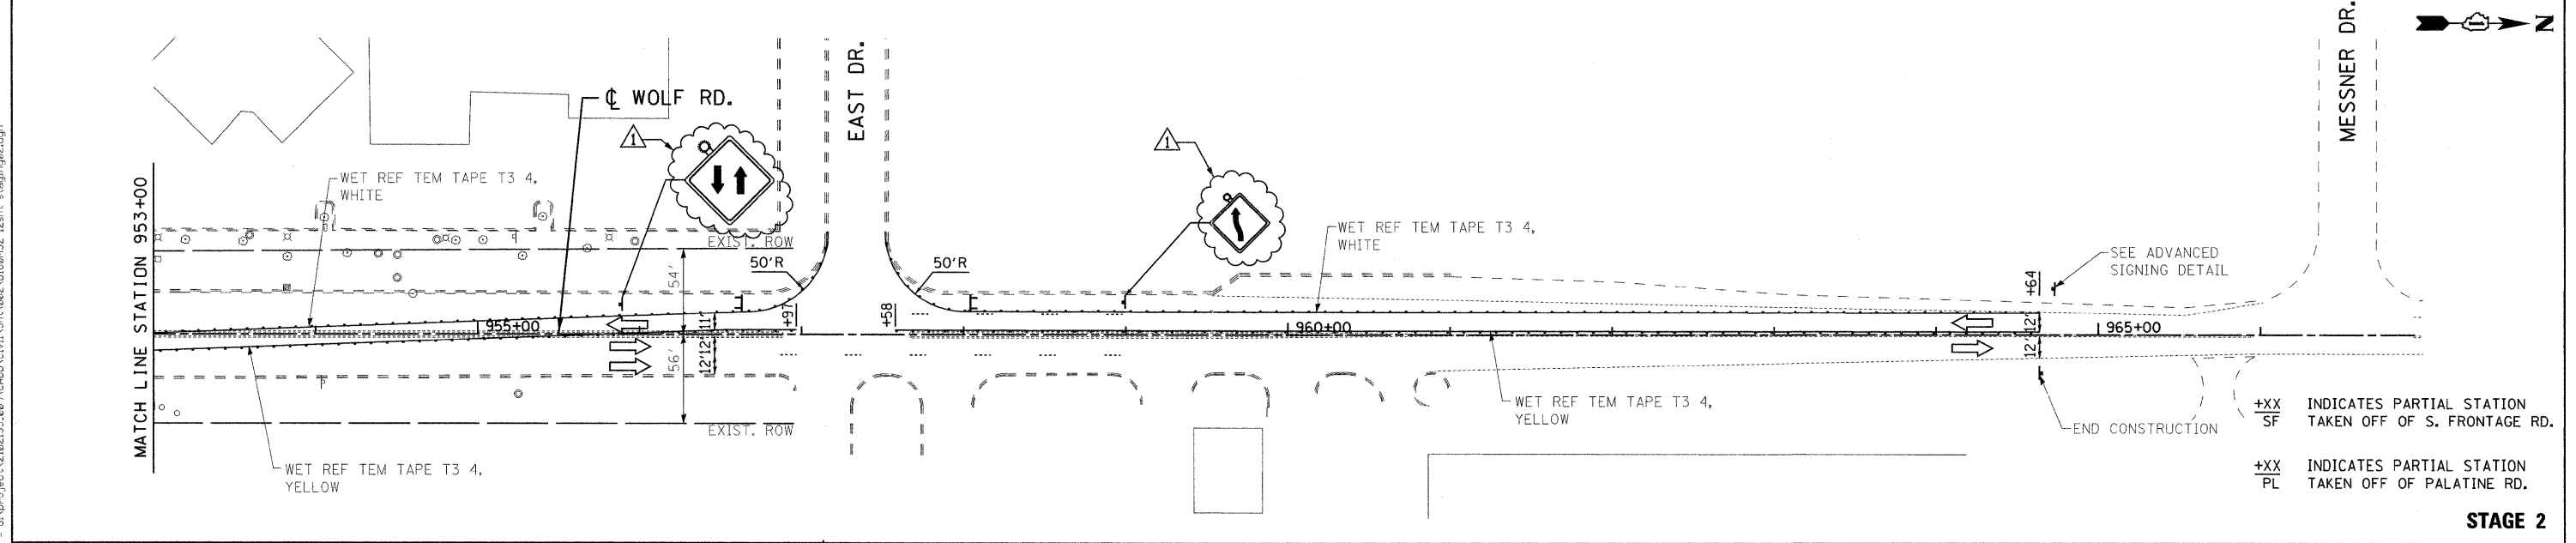 MESSNER DR.
N
EAST DR.
℄ WOLF RD.
1
1
MATCH LINE STATION 953+00
WET REF TEM TAPE T3 4,
WHITE
EXIST. ROW
50'R
50'R
54'
WET REF TEM TAPE T3 4,
WHITE
SEE ADVANCED
SIGNING DETAIL
+64
+97
+58
955+00
11'
960+00
12'
965+00
12'
12'
12'
56'
EXIST. ROW
WET REF TEM TAPE T3 4,
YELLOW
END CONSTRUCTION
WET REF TEM TAPE T3 4,
YELLOW
+XX INDICATES PARTIAL STATION
SF TAKEN OFF OF S. FRONTAGE RD.
+XX INDICATES PARTIAL STATION
PL TAKEN OFF OF PALATINE RD.
STAGE 2